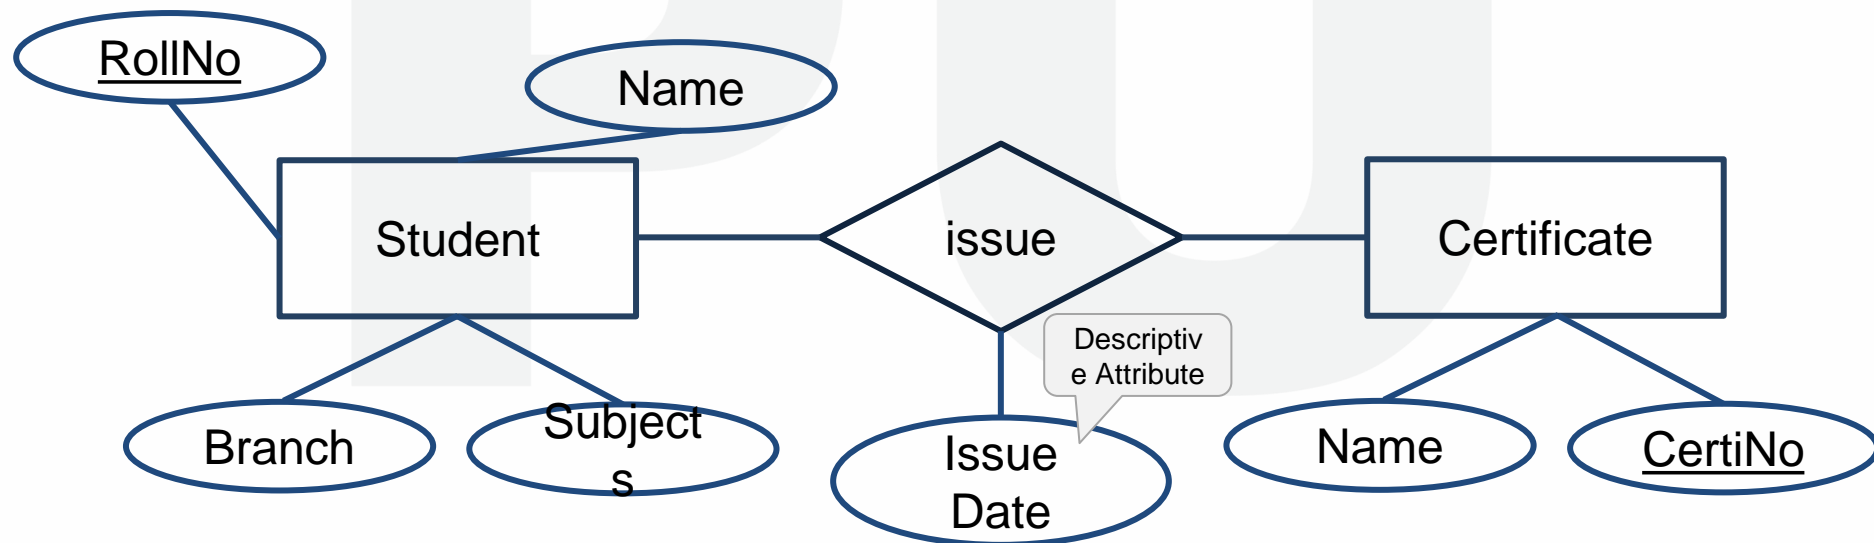 RollNo
Name
Student
issue
Certificate
Descriptiv
e Attribute
Branch
Subject
s
Issue
Date
Name
CertiNo